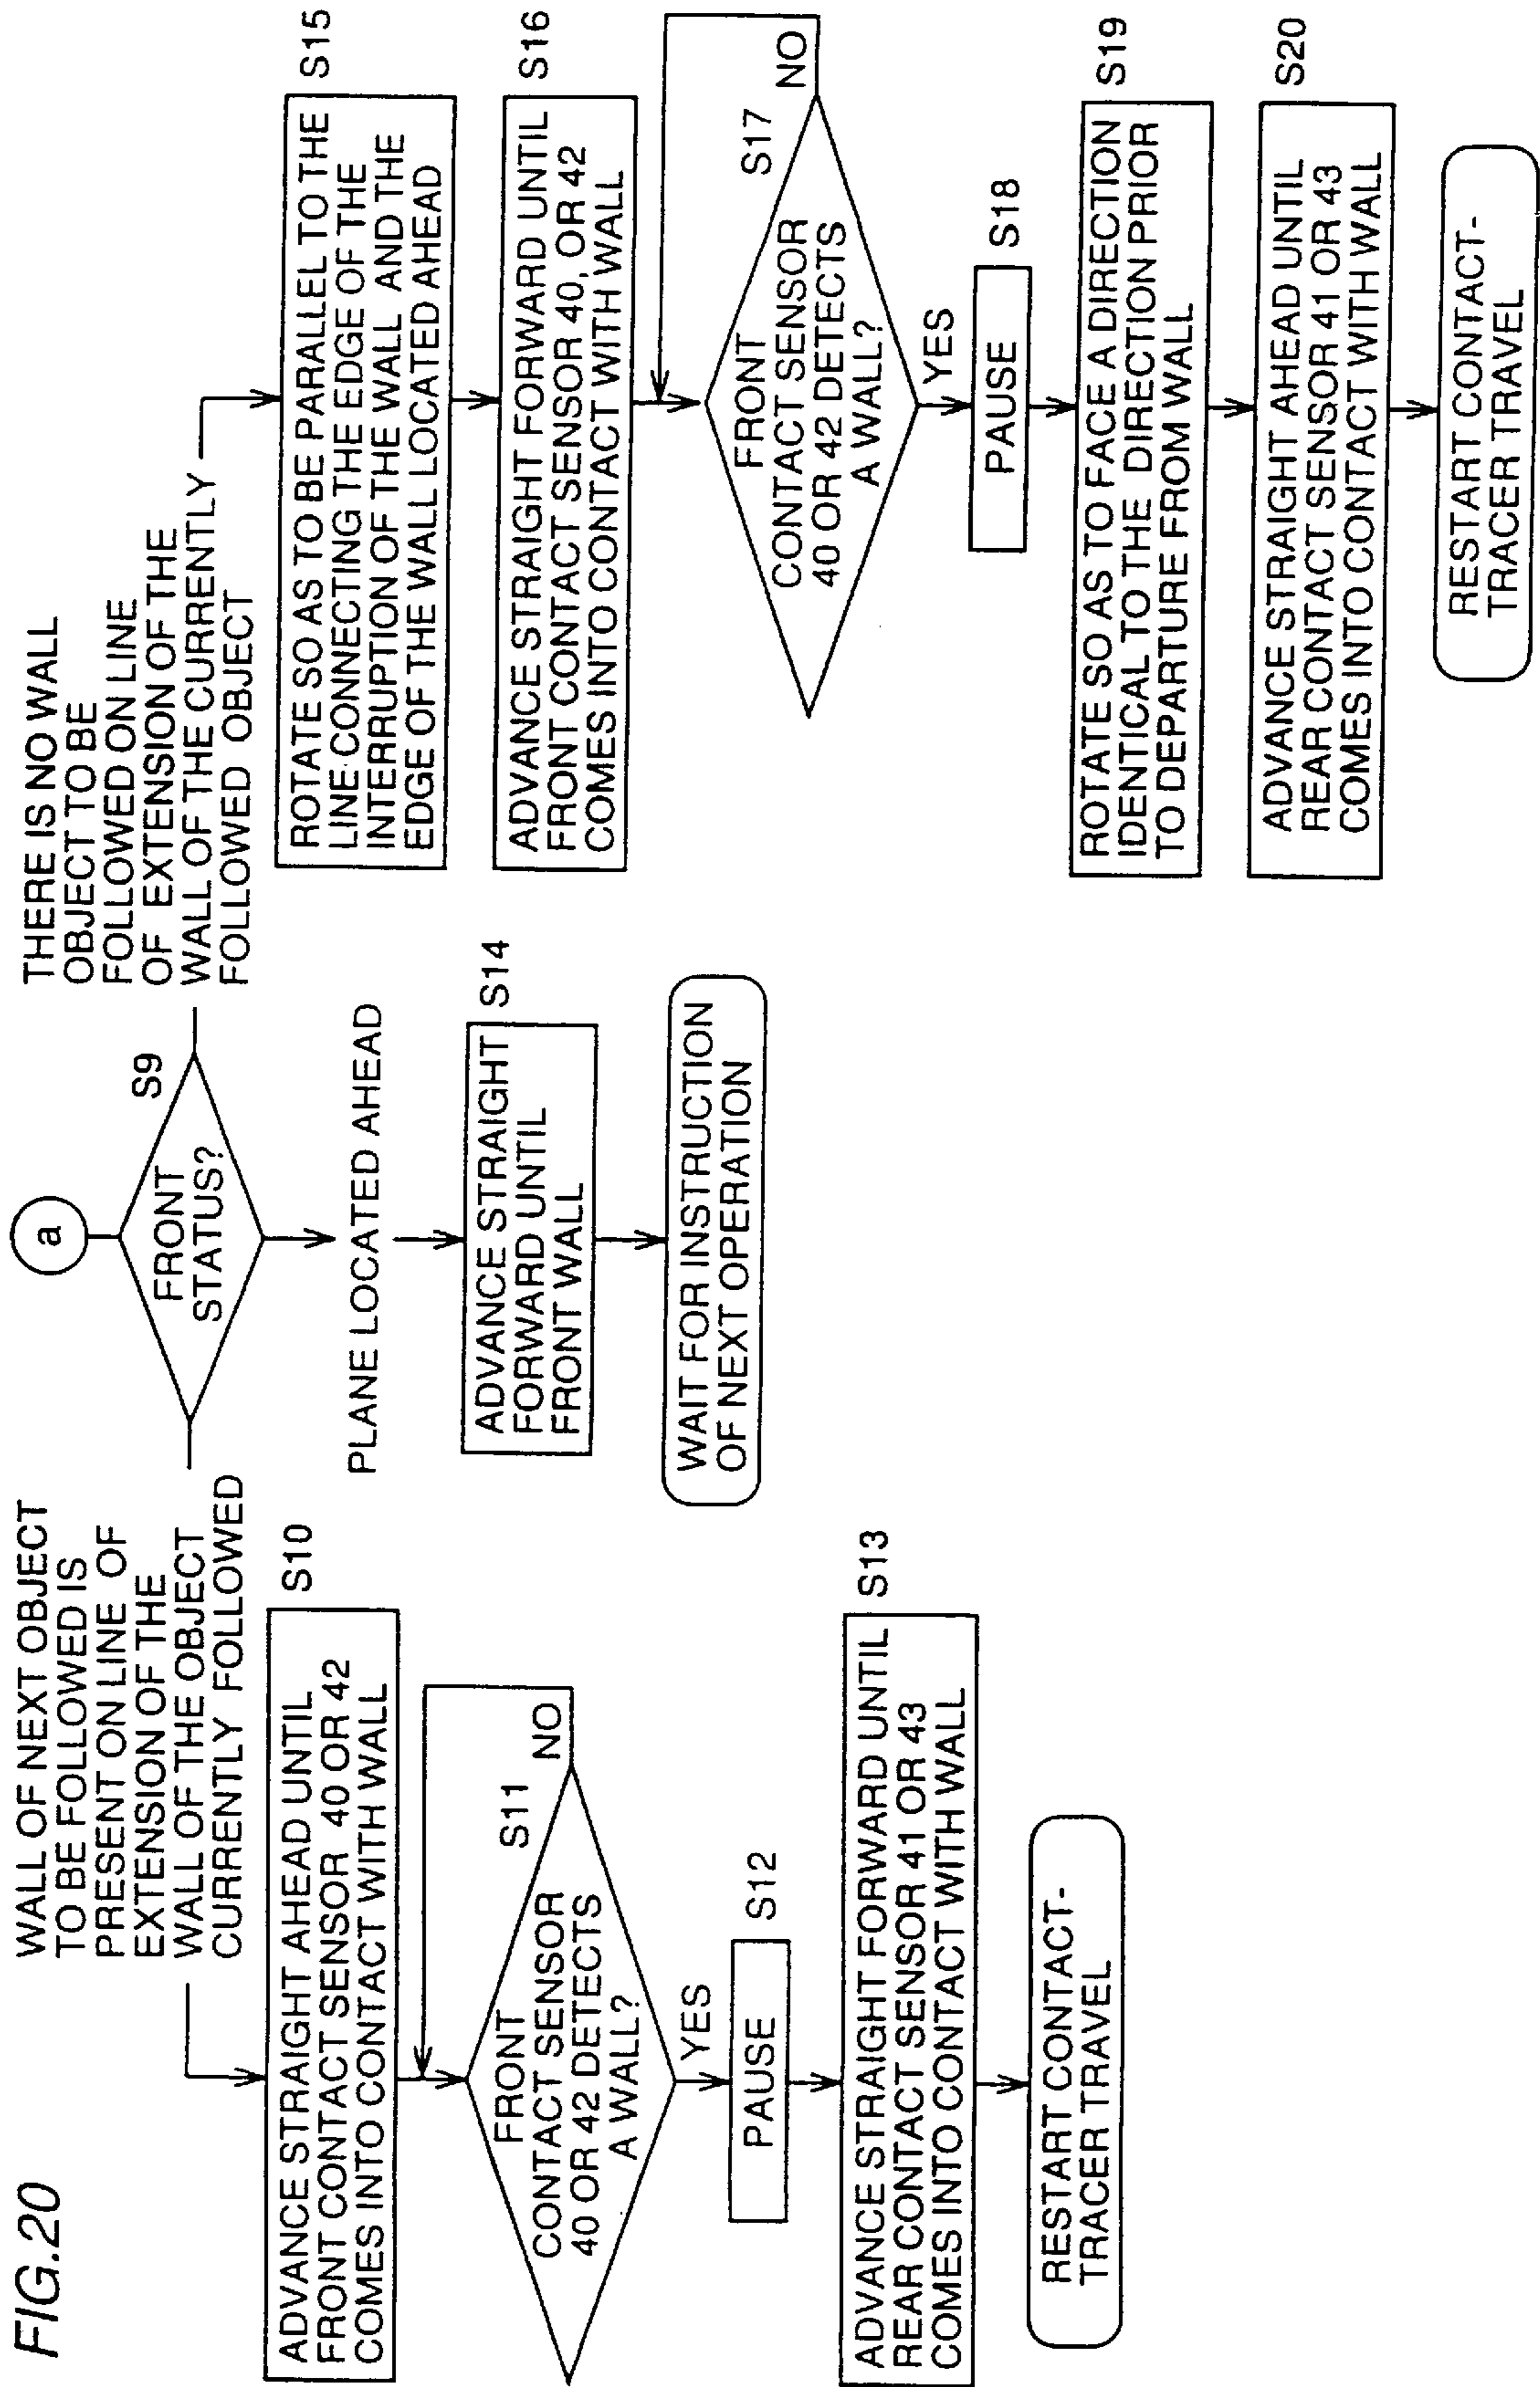 FIG.20
a
FRONT
STATUS?
S9
WALL OF NEXT OBJECT
TO BE FOLLOWED IS
PRESENT ON LINE OF
EXTENSION OF THE
WALL OF THE OBJECT
CURRENTLY FOLLOWED
S10
ADVANCE STRAIGHT AHEAD UNTIL
FRONT CONTACT SENSOR 40 OR 42
COMES INTO CONTACT WITH WALL
S11
FRONT
CONTACT SENSOR
40 OR 42 DETECTS
A WALL?
NO
YES
PAUSE
S12
S13
ADVANCE STRAIGHT FORWARD UNTIL
REAR CONTACT SENSOR 41 OR 43
COMES INTO CONTACT WITH WALL
RESTART CONTACT-
TRACER TRAVEL
PLANE LOCATED AHEAD
S14
ADVANCE STRAIGHT
FORWARD UNTIL
FRONT WALL
WAIT FOR INSTRUCTION
OF NEXT OPERATION
THERE IS NO WALL
OBJECT TO BE
FOLLOWED ON LINE
OF EXTENSION OF THE
WALL OF THE CURRENTLY
FOLLOWED OBJECT
S15
ROTATE SO AS TO BE PARALLEL TO THE
LINE CONNECTING THE EDGE OF THE
INTERRUPTION OF THE WALL AND THE
EDGE OF THE WALL LOCATED AHEAD
S16
ADVANCE STRAIGHT FORWARD UNTIL
FRONT CONTACT SENSOR 40, OR 42
COMES INTO CONTACT WITH WALL
S17
FRONT
CONTACT SENSOR
40 OR 42 DETECTS
A WALL?
NO
YES
PAUSE
S18
S19
ROTATE SO AS TO FACE A DIRECTION
IDENTICAL TO THE DIRECTION PRIOR
TO DEPARTURE FROM WALL
S20
ADVANCE STRAIGHT AHEAD UNTIL
REAR CONTACT SENSOR 41 OR 43
COMES INTO CONTACT WITH WALL
RESTART CONTACT-
TRACER TRAVEL